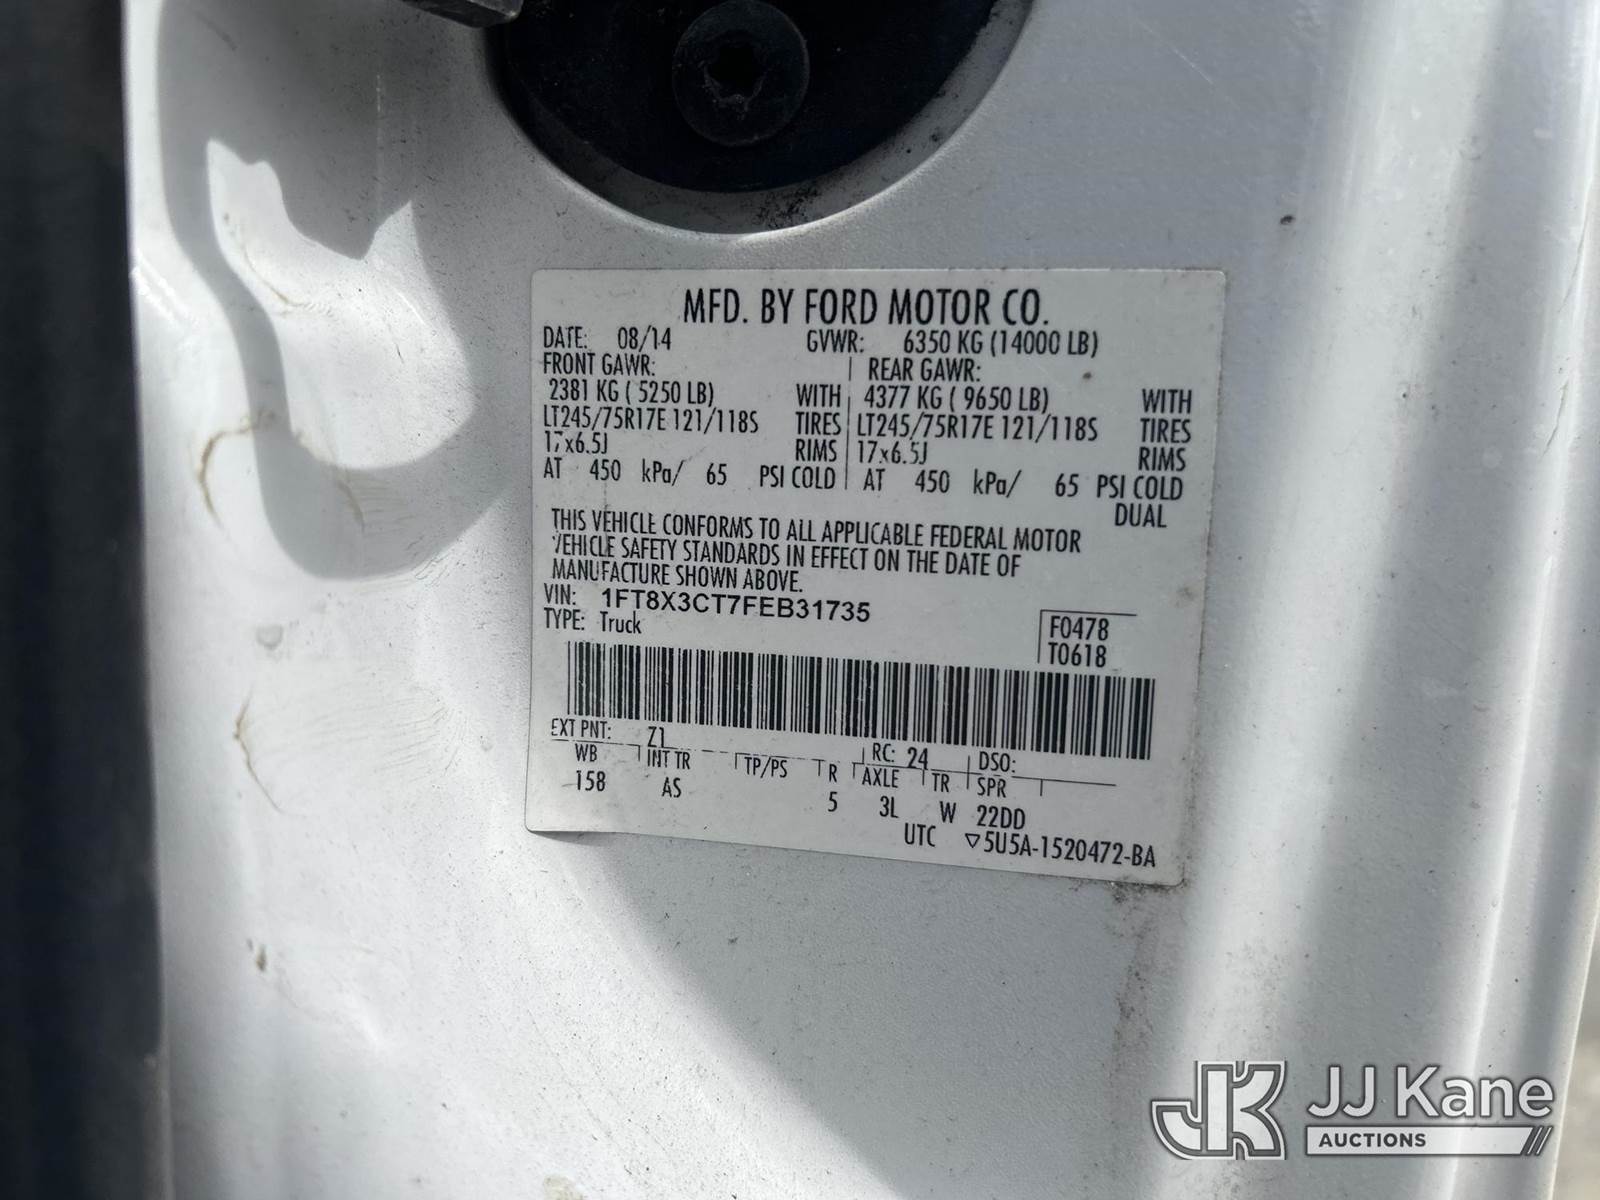 MFD. BY FORD MOTOR CO.
DATE: 08/14 GVWR: 6350 KG (14000 LB)
FRONT GAWR: REAR GAWR:
2381 KG ( 5250 LB) WITH 4377 KG ( 9650 LB) WITH
LT245/75R17E 121/118S TIRES LT245/75R17E 121/118S TIRES
17x6.5J RIMS 17x6.5J RIMS
AT 450 kPa/ 65 PSI COLD AT 450 kPa/ 65 PSI COLD
DUAL
THIS VEHICLE CONFORMS TO ALL APPLICABLE FEDERAL MOTOR
VEHICLE SAFETY STANDARDS IN EFFECT ON THE DATE OF
MANUFACTURE SHOWN ABOVE.
VIN: 1FT8X3CT7FEB31735
TYPE: Truck
F0478
T0618
EXT PNT: Z1 RC: 24 DSO:
WB INT TR TP/PS R AXLE TR SPR
158 AS 5 3L W 22DD
UTC ▽5U5A-1520472-BA
JK JJ Kane
AUCTIONS